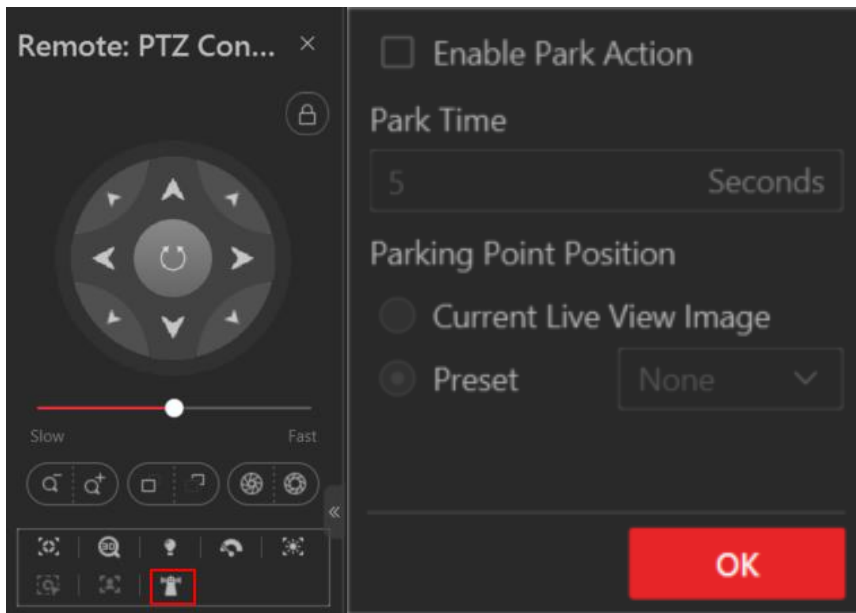 Remote: PTZ Con...
Slow
Fast
3D
Enable Park Action
Park Time
5 Seconds
Parking Point Position
Current Live View Image
Preset None
OK